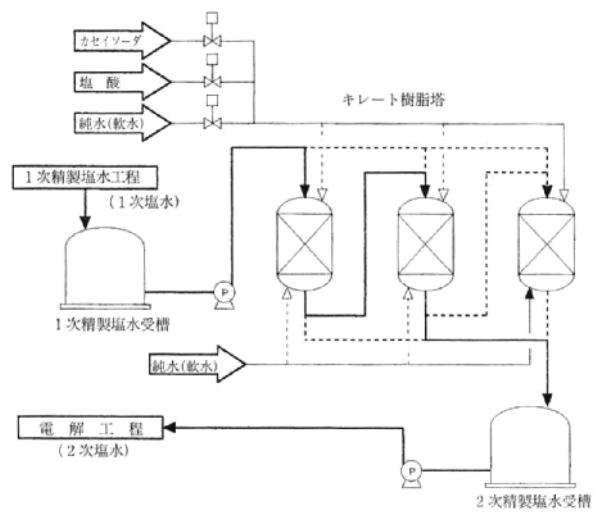 カセイソーダ
塩 酸
純水(軟水)
キレート樹脂塔
1次精製塩水工程
(1次塩水)
P
1次精製塩水受槽
純水(軟水)
電 解 工 程
(2次塩水)
P
2次精製塩水受槽